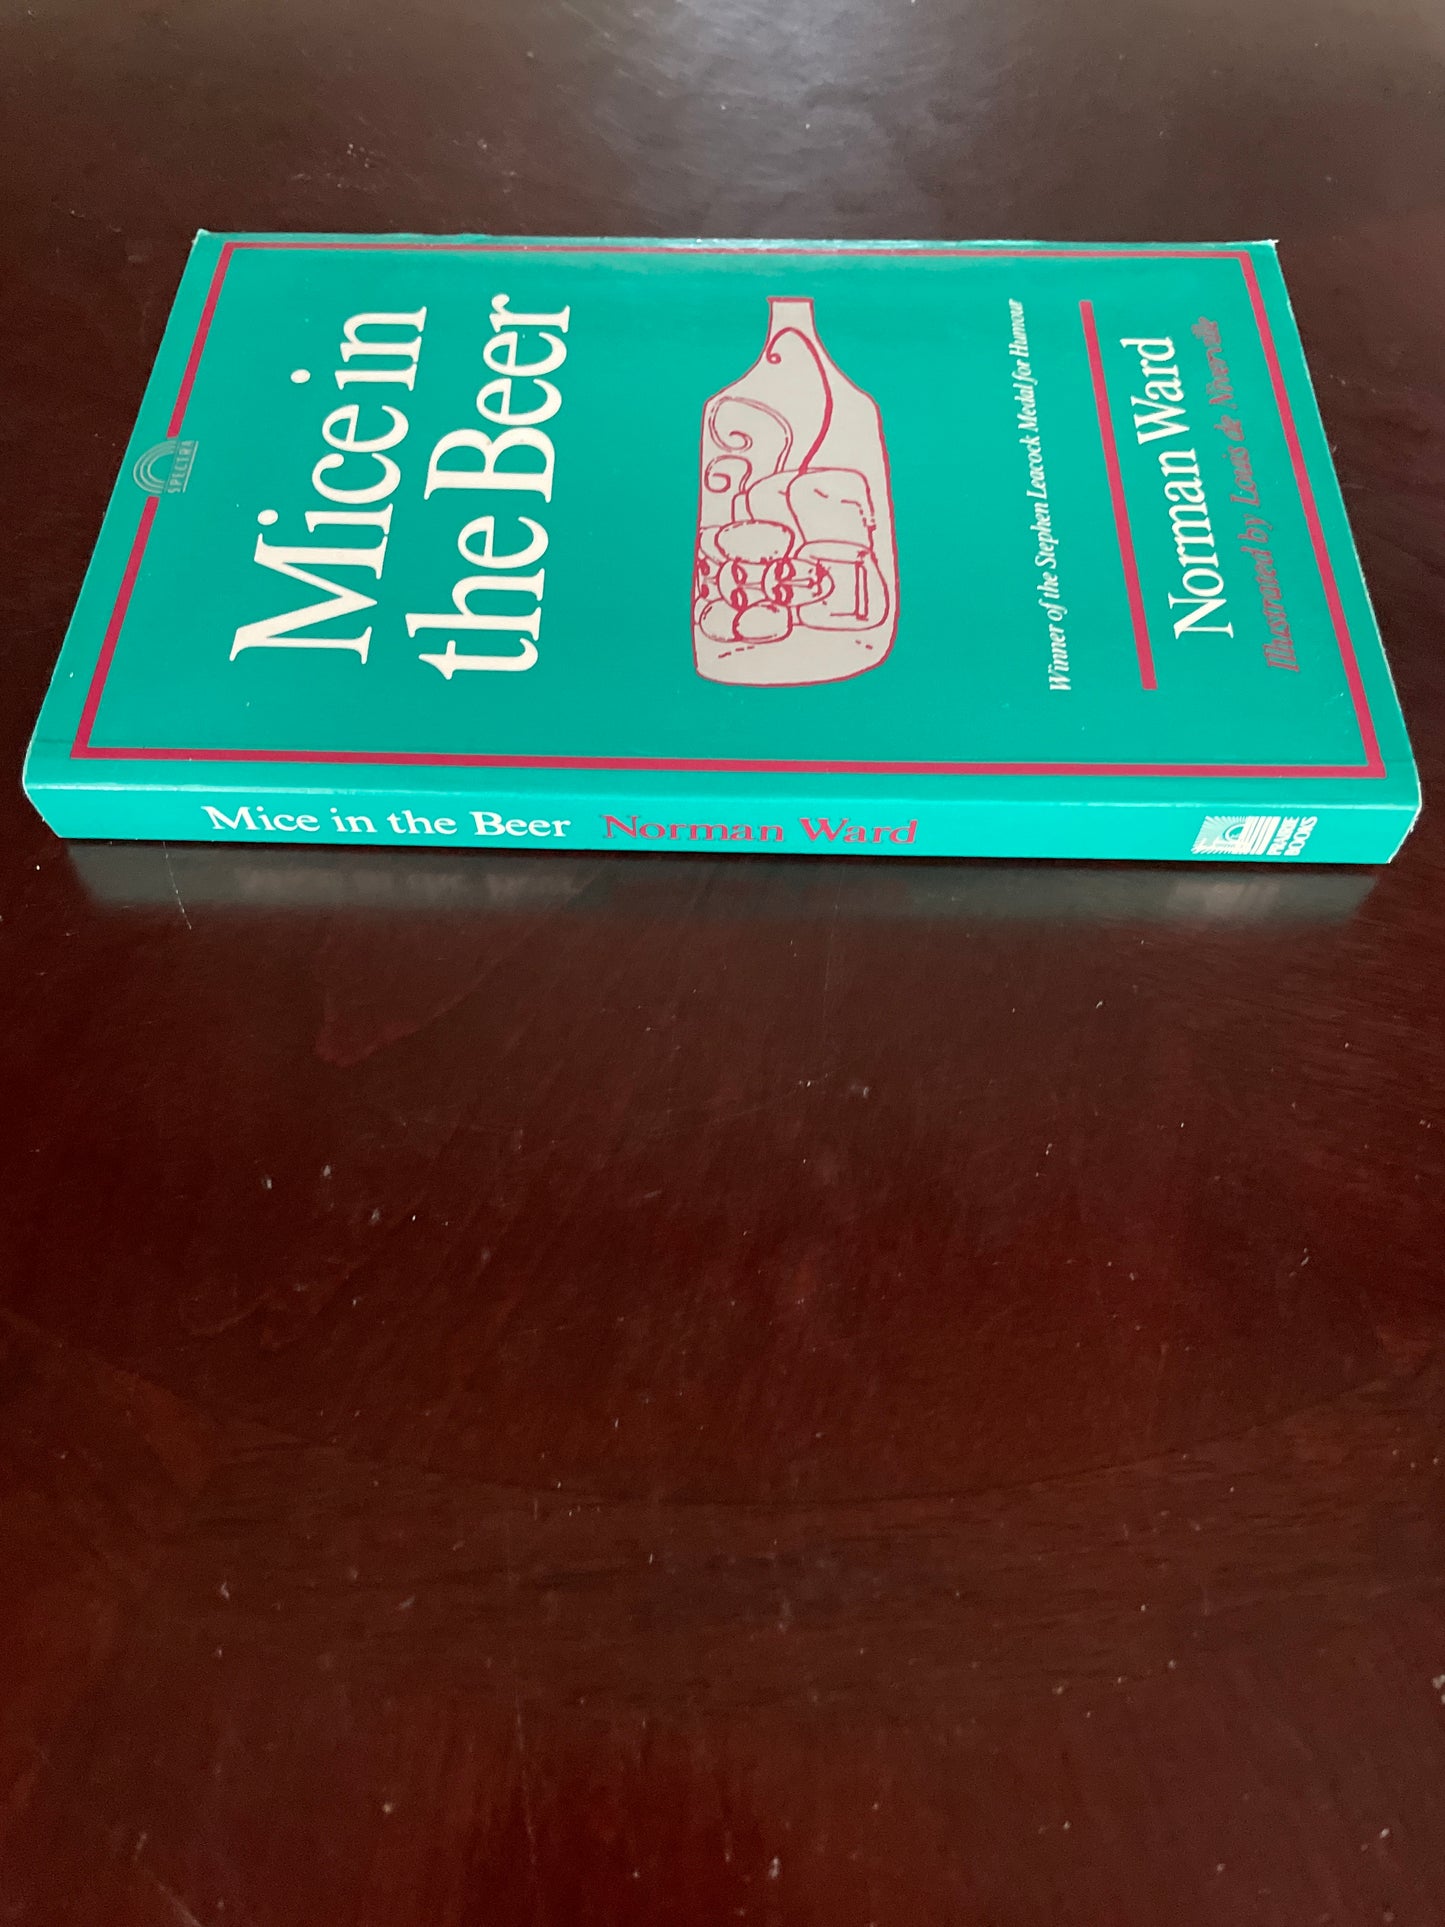 SPECTRA
Mice in
the Beer
Winner of the Stephen Leacock Medal for Humour
Norman Ward
Illustrated by Louis de Niverville
Mice in the Beer Norman Ward
PRAIRIE
BOOKS